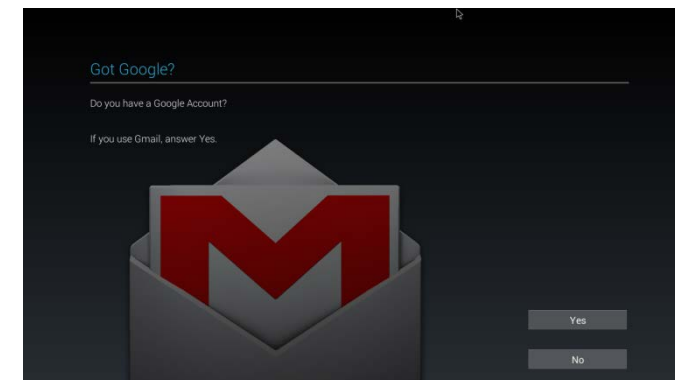 Got Google?
Do you have a Google Account?
If you use Gmail, answer Yes.
Yes
No